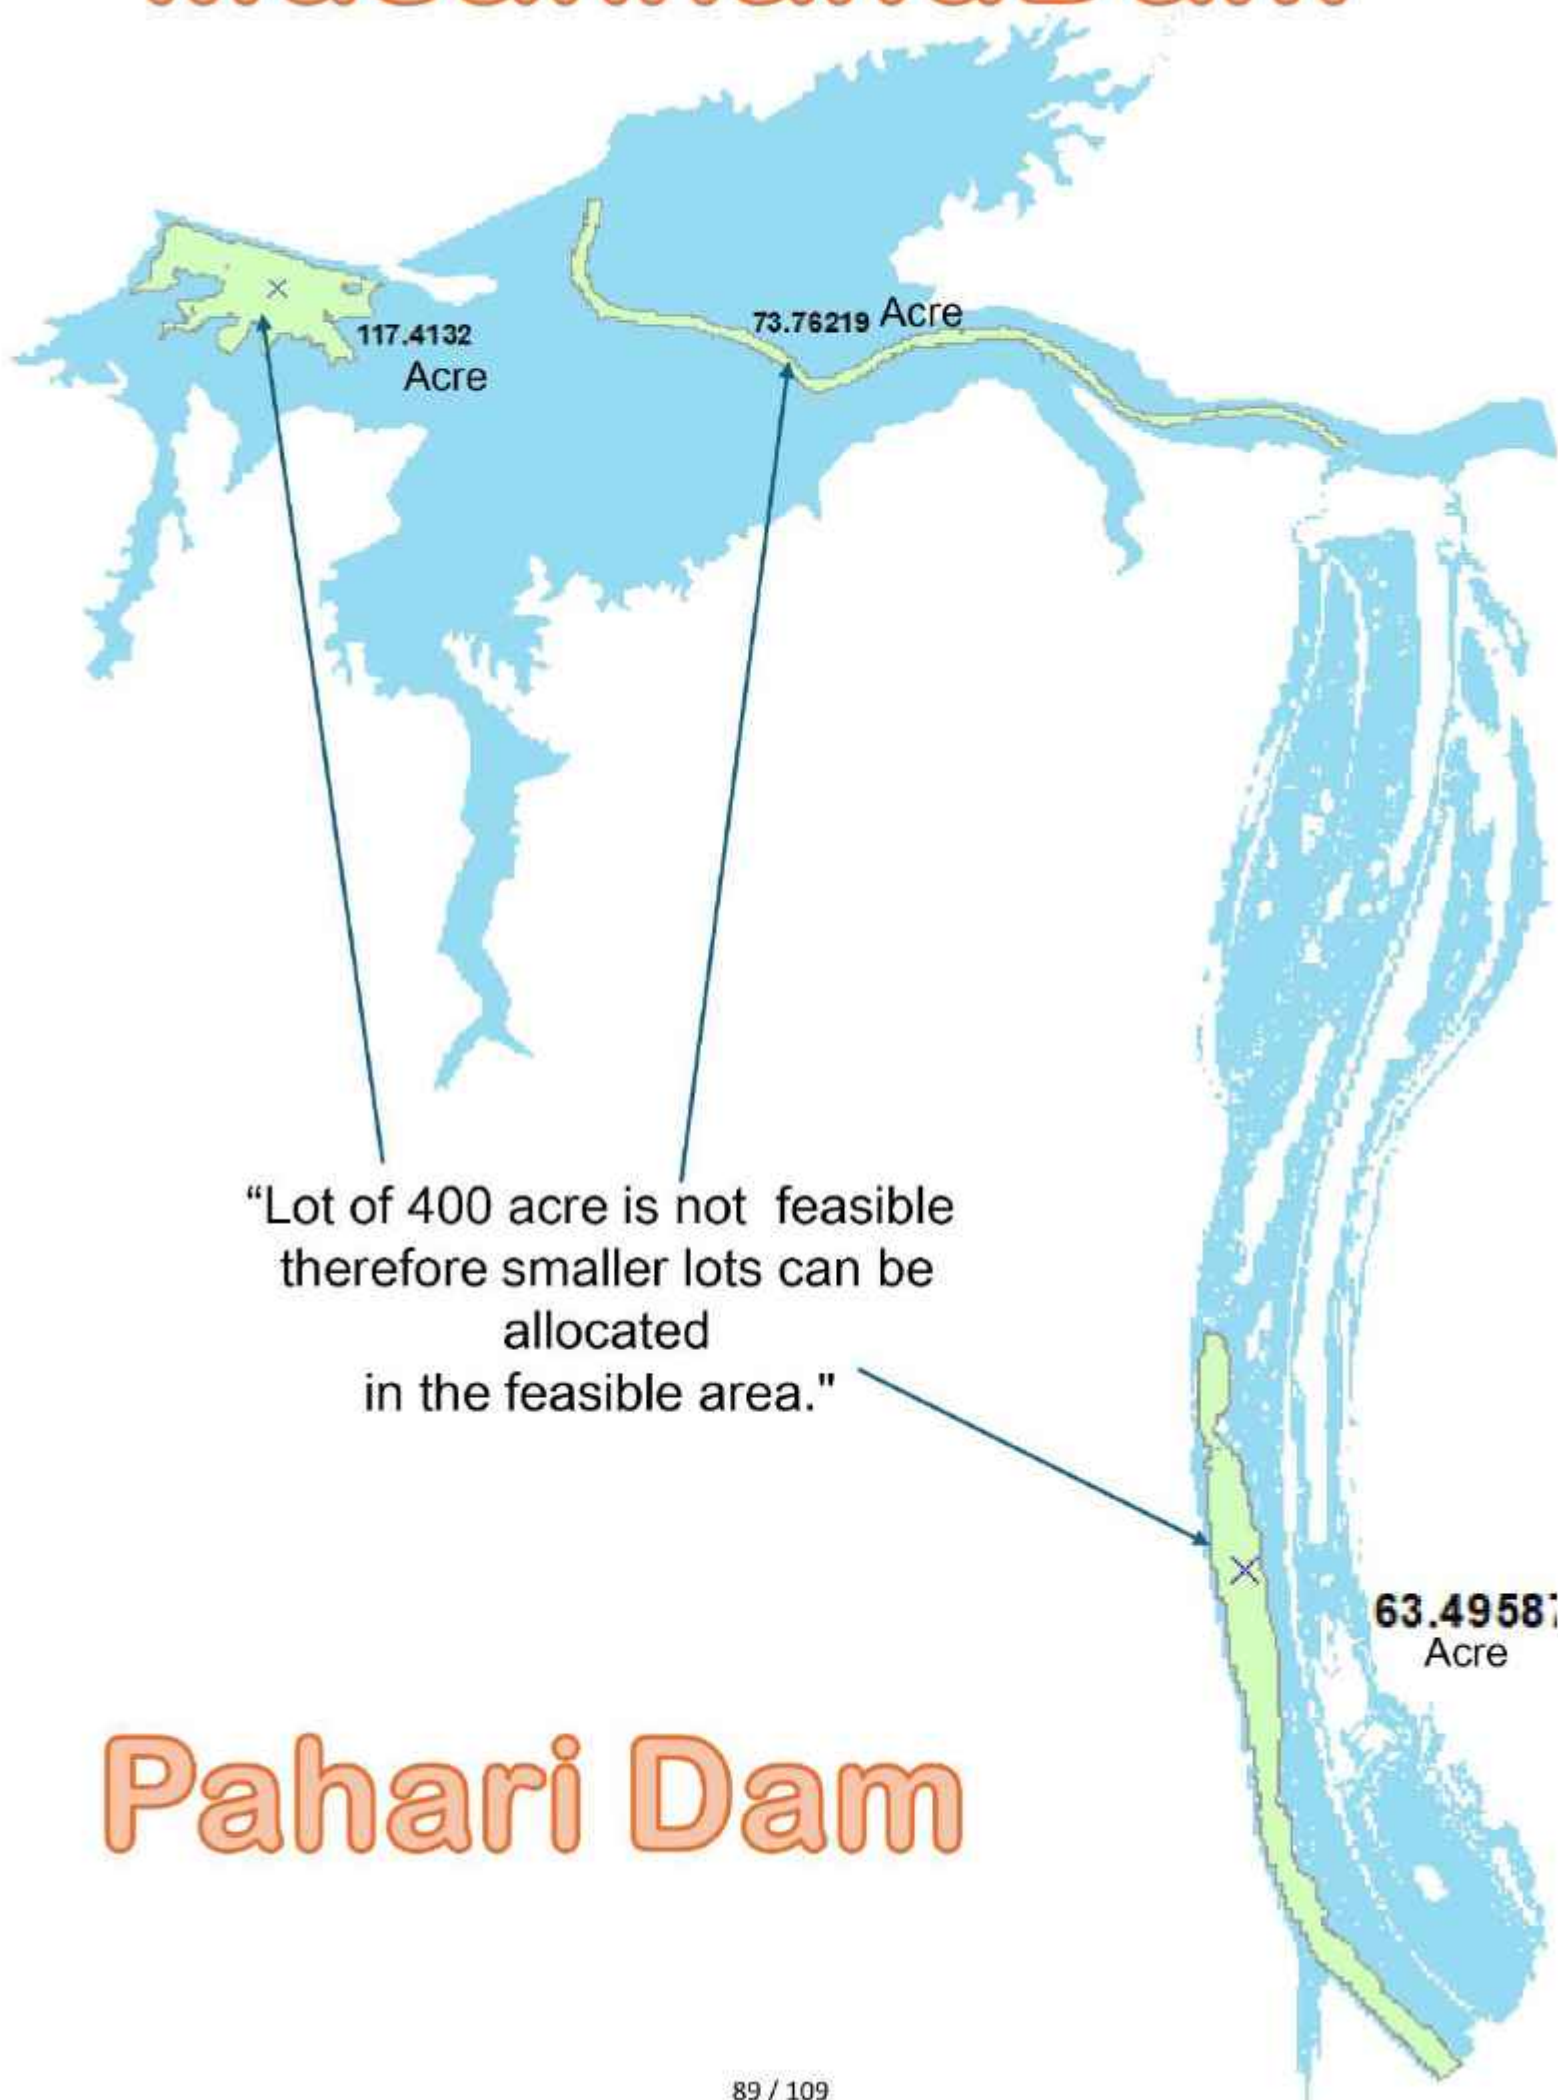 73.76219 Acre
117.4132
Acre
“Lot of 400 acre is not feasible
therefore smaller lots can be
allocated
in the feasible area."
63.49587
Acre
Pahari Dam
89 / 109